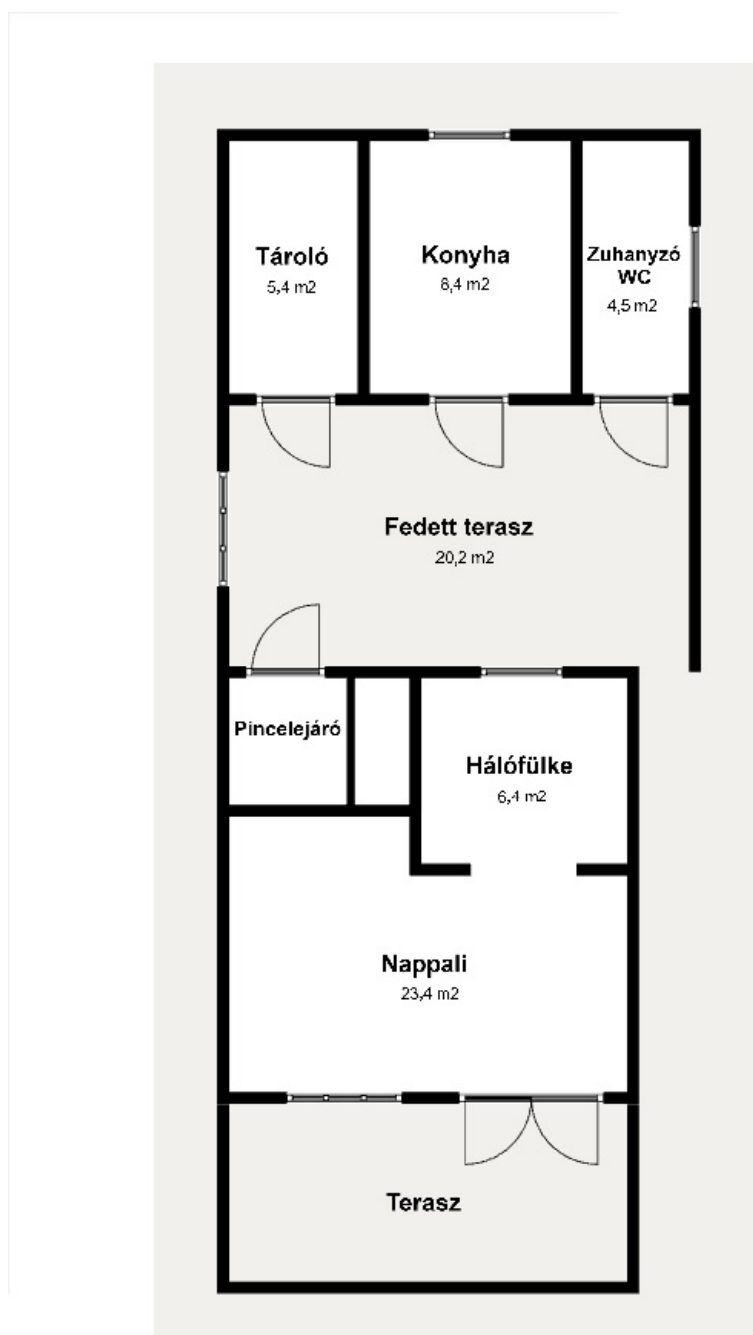 Tároló
5,4 m2
Konyha
8,4 m2
Zuhanyzó
WC
4,5 m2
Fedett terasz
20,2 m2
Pincelejáró
Hálófülke
6,4 m2
Nappali
23,4 m2
Terasz